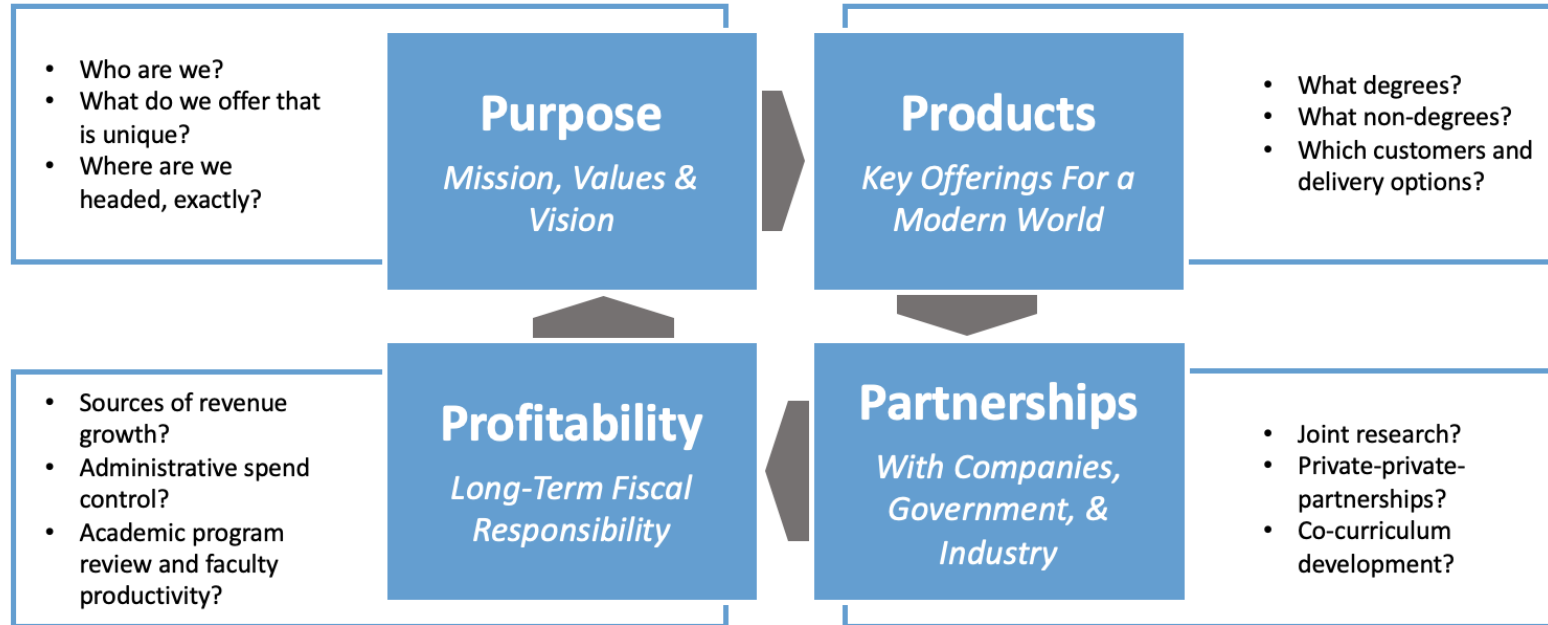 • Who are we?
• What do we offer that
is unique?
• Where are we
headed, exactly?
Purpose
Mission, Values &
Vision
Products
Key Offerings For a
Modern World
• What degrees?
• What non-degrees?
• Which customers and
delivery options?
• Sources of revenue
growth?
• Administrative spend
control?
• Academic program
review and faculty
productivity?
Profitability
Long-Term Fiscal
Responsibility
Partnerships
With Companies,
Government, &
Industry
• Joint research?
• Private-private-
partnerships?
• Co-curriculum
development?